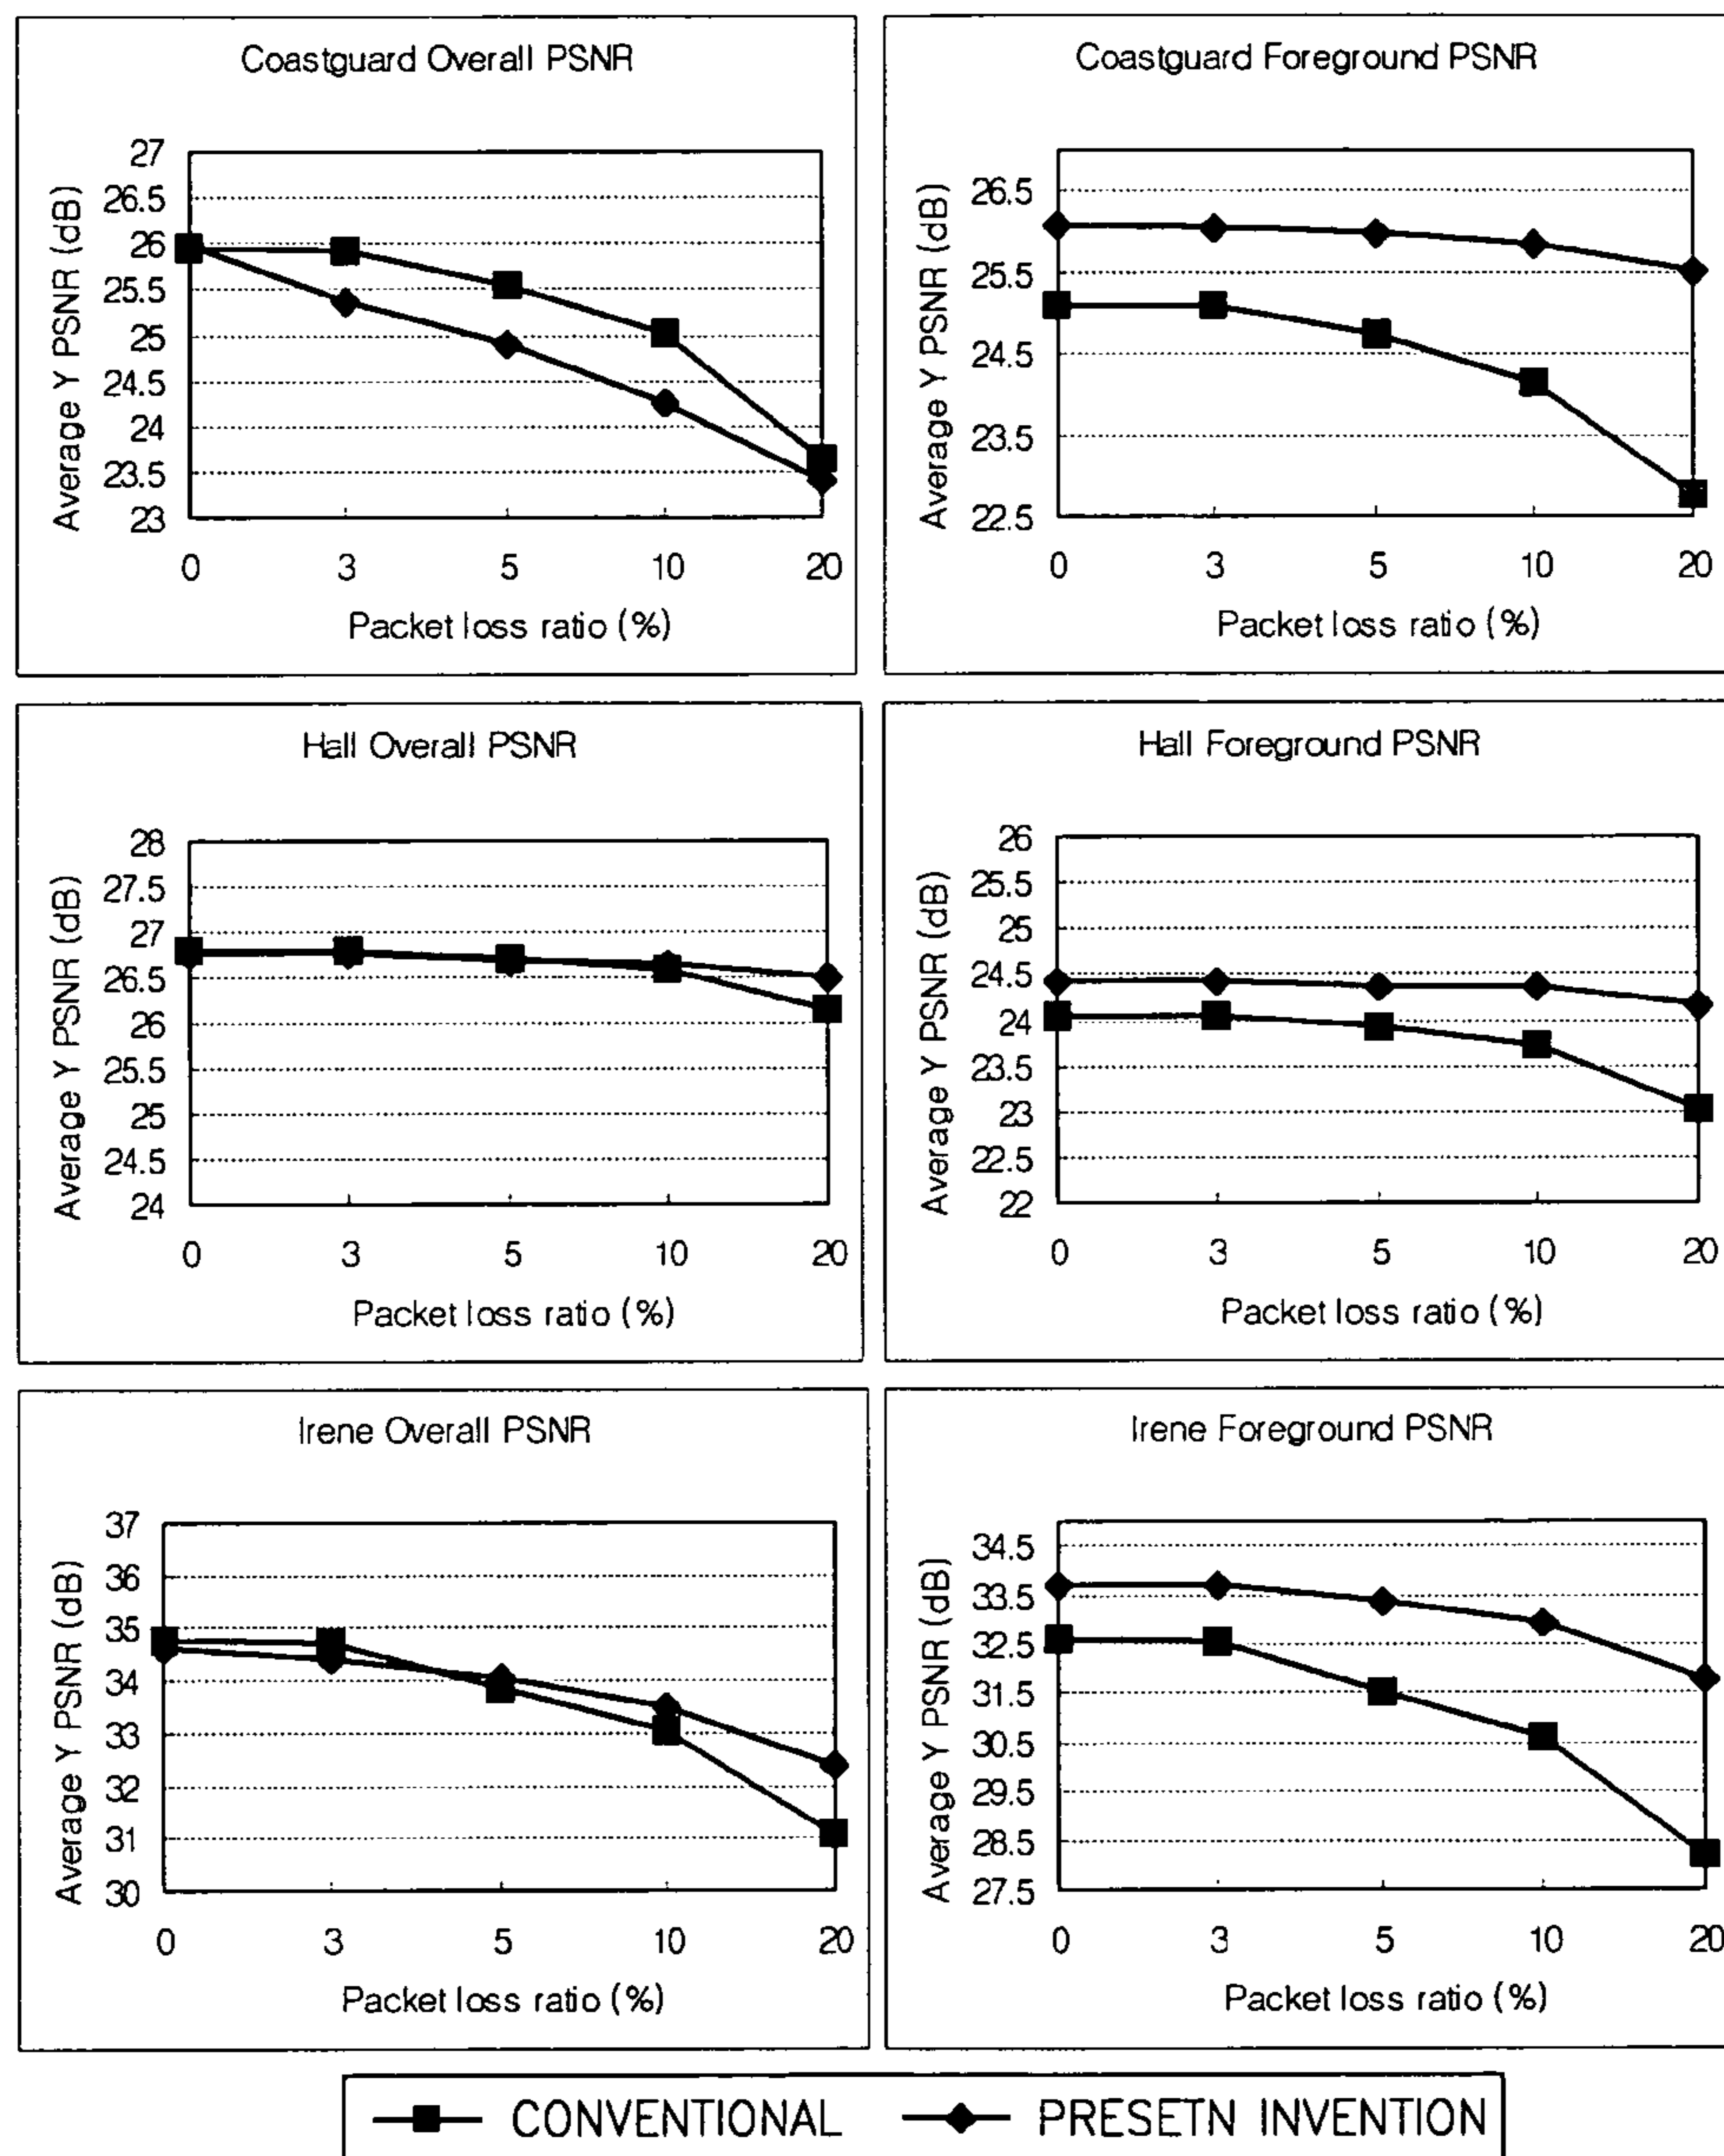 Coastguard Overall PSNR
Average Y PSNR (dB)
27
26.5
26
25.5
25
24.5
24
23.5
23
0 3 5 10 20
Packet loss ratio (%)
Coastguard Foreground PSNR
Average Y PSNR (dB)
26.5
25.5
24.5
23.5
22.5
0 3 5 10 20
Packet loss ratio (%)
Hall Overall PSNR
Average Y PSNR (dB)
28
27.5
27
26.5
26
25.5
25
24.5
24
0 3 5 10 20
Packet loss ratio (%)
Hall Foreground PSNR
Average Y PSNR (dB)
26
25.5
25
24.5
24
23.5
23
22.5
22
0 3 5 10 20
Packet loss ratio (%)
Irene Overall PSNR
Average Y PSNR (dB)
37
36
35
34
33
32
31
30
0 3 5 10 20
Packet loss ratio (%)
Irene Foreground PSNR
Average Y PSNR (dB)
34.5
33.5
32.5
31.5
30.5
29.5
28.5
27.5
0 3 5 10 20
Packet loss ratio (%)
CONVENTIONAL PRESETN INVENTION